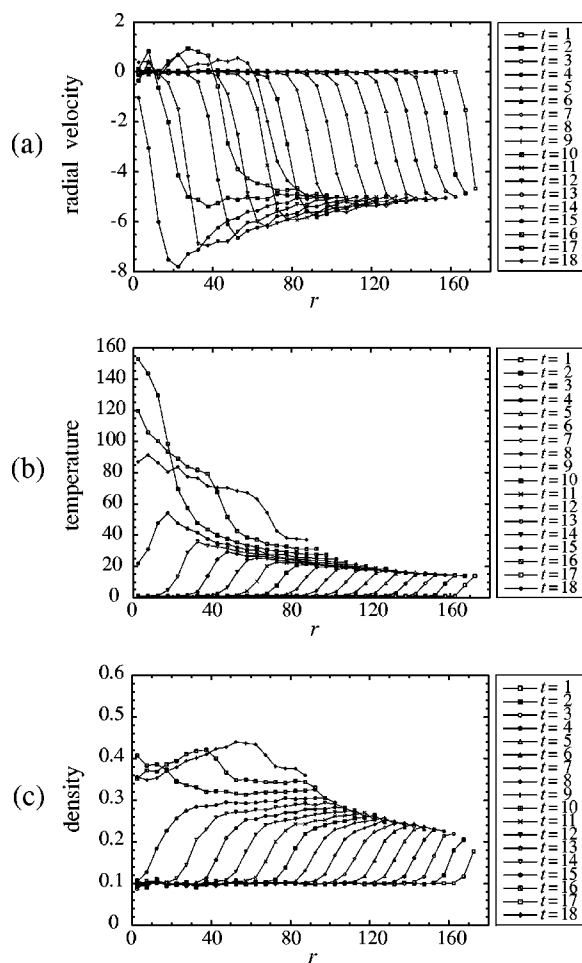 (a)
radial velocity
2
0
-2
-4
-6
-8
0 40 80 120 160
r
t = 1
t = 2
t = 3
t = 4
t = 5
t = 6
t = 7
t = 8
t = 9
t = 10
t = 11
t = 12
t = 13
t = 14
t = 15
t = 16
t = 17
t = 18
(b)
temperature
160
140
120
100
80
60
40
20
0
0 40 80 120 160
r
t = 1
t = 2
t = 3
t = 4
t = 5
t = 6
t = 7
t = 8
t = 9
t = 10
t = 11
t = 12
t = 13
t = 14
t = 15
t = 16
t = 17
t = 18
(c)
density
0.6
0.5
0.4
0.3
0.2
0.1
0
0 40 80 120 160
r
t = 1
t = 2
t = 3
t = 4
t = 5
t = 6
t = 7
t = 8
t = 9
t = 10
t = 11
t = 12
t = 13
t = 14
t = 15
t = 16
t = 17
t = 18